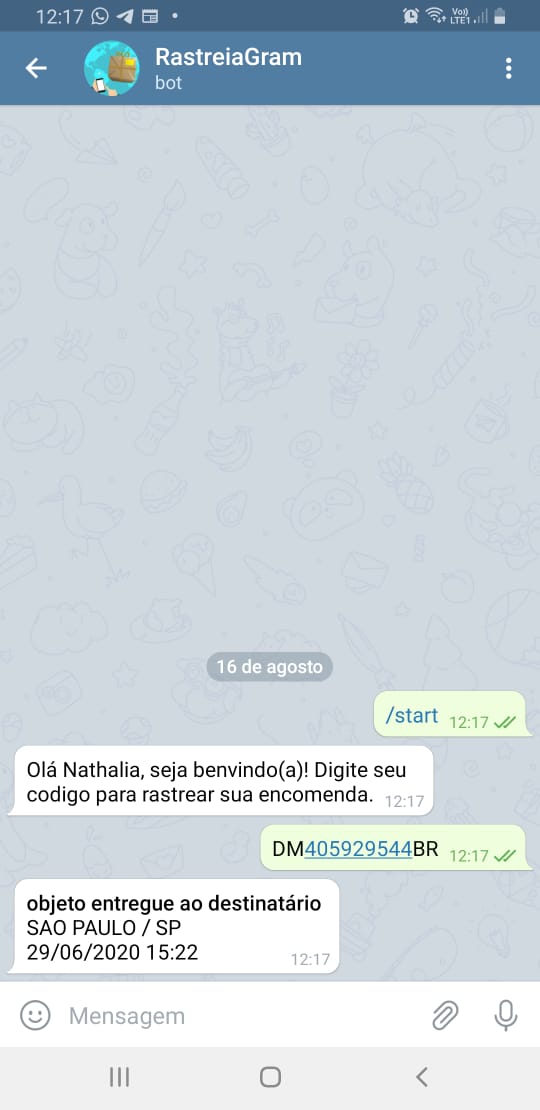 12:17
Vo)
LTE1
RastreiaGram
bot
16 de agosto
/start 12:17
Olá Nathalia, seja benvindo(a)! Digite seu
codigo para rastrear sua encomenda. 12:17
DM405929544BR 12:17
objeto entregue ao destinatário
SAO PAULO / SP
29/06/2020 15:22 12:17
Mensagem